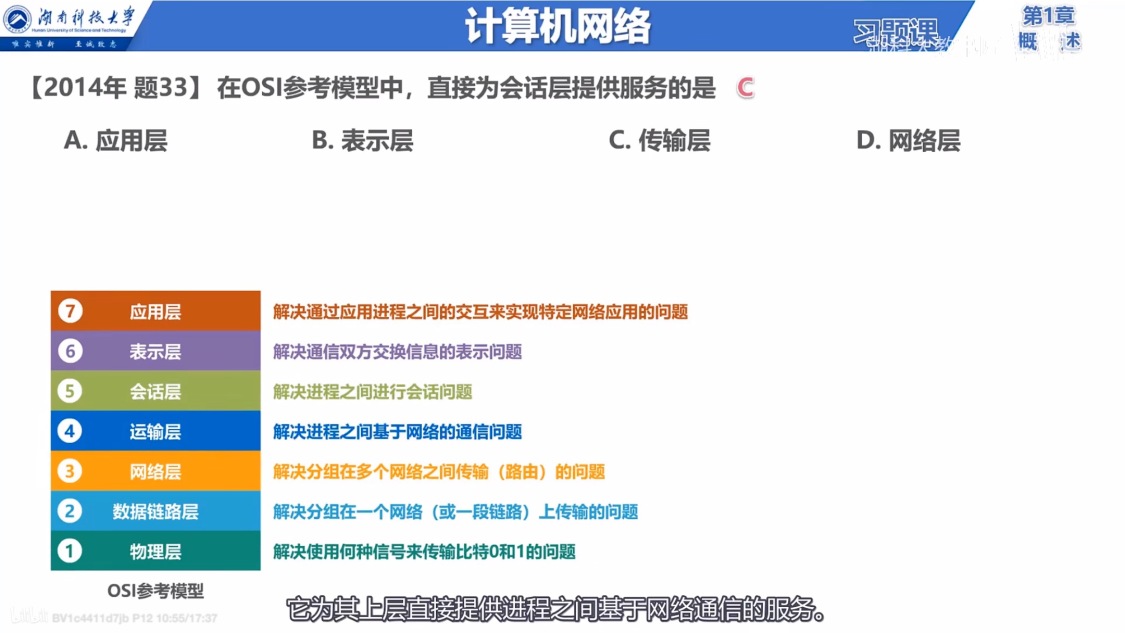 湖南科技大学
Hunan University of Science and Technology
唯实惟新 至诚致志
计算机网络
习题课
第1章
概 述
【2014年 题33】在OSI参考模型中，直接为会话层提供服务的是 C
A. 应用层 B. 表示层 C. 传输层 D. 网络层
7 应用层 解决通过应用进程之间的交互来实现特定网络应用的问题
6 表示层 解决通信双方交换信息的表示问题
5 会话层 解决进程之间进行会话问题
4 运输层 解决进程之间基于网络的通信问题
3 网络层 解决分组在多个网络之间传输（路由）的问题
2 数据链路层 解决分组在一个网络（或一段链路）上传输的问题
1 物理层 解决使用何种信号来传输比特0和1的问题
OSI参考模型
它为其上层直接提供进程之间基于网络通信的服务。
BV1c4411d7jb P12 10:55/17:37